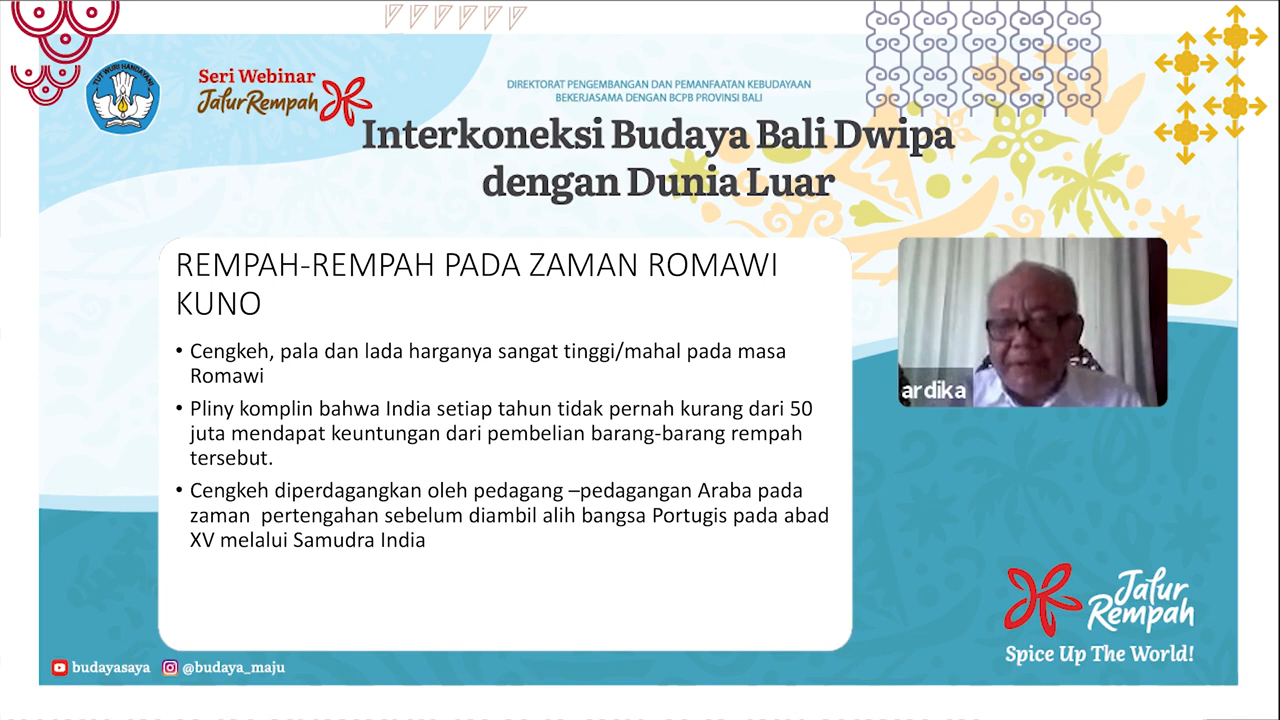 TUT WURI HANDAYANI
Seri Webinar
Jalur Rempah
DIREKTORAT PENGEMBANGAN DAN PEMANFAATAN KEBUDAYAAN
BEKERJASAMA DENGAN BCPB PROVINSI BALI
Interkoneksi Budaya Bali Dwipa
dengan Dunia Luar
REMPAH-REMPAH PADA ZAMAN ROMAWI
KUNO
• Cengkeh, pala dan lada harganya sangat tinggi/mahal pada masa
Romawi
• Pliny komplin bahwa India setiap tahun tidak pernah kurang dari 50
juta mendapat keuntungan dari pembelian barang-barang rempah
tersebut.
• Cengkeh diperdagangkan oleh pedagang –pedagangan Araba pada
zaman  pertengahan sebelum diambil alih bangsa Portugis pada abad
XV melalui Samudra India
ardika
Jalur
Rempah
Spice Up The World!
budayasaya @budaya_maju